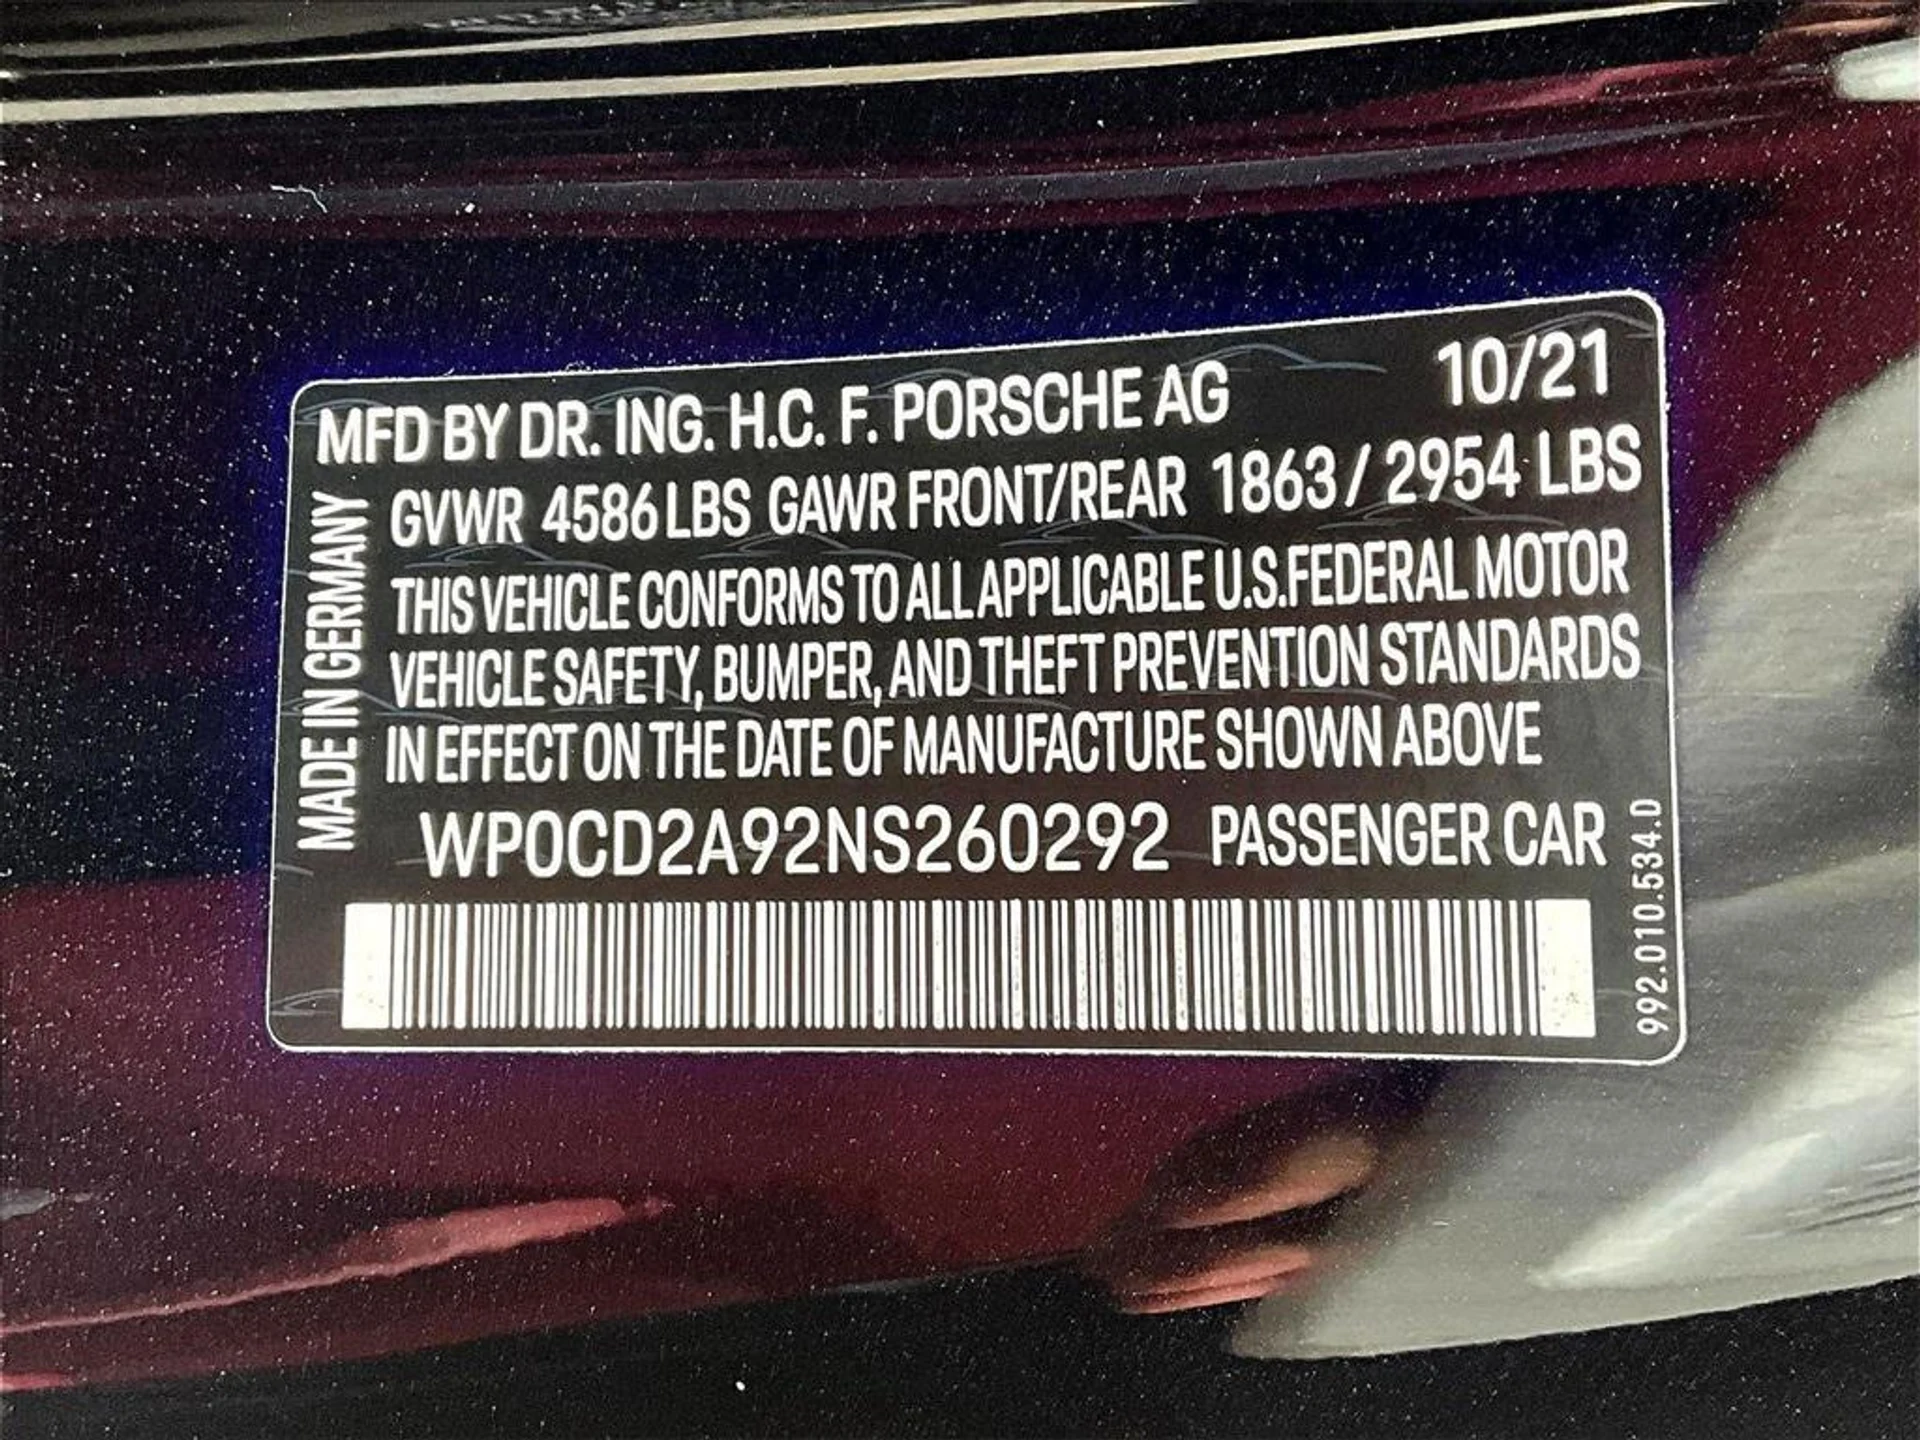 MFD BY DR. ING. H.C. F. PORSCHE AG 10/21
GVWR 4586 LBS GAWR FRONT/REAR 1863 / 2954 LBS
THIS VEHICLE CONFORMS TO ALL APPLICABLE U.S. FEDERAL MOTOR
VEHICLE SAFETY, BUMPER, AND THEFT PREVENTION STANDARDS
IN EFFECT ON THE DATE OF MANUFACTURE SHOWN ABOVE
WP0CD2A92NS260292 PASSENGER CAR
MADE IN GERMANY
992.010.534.D